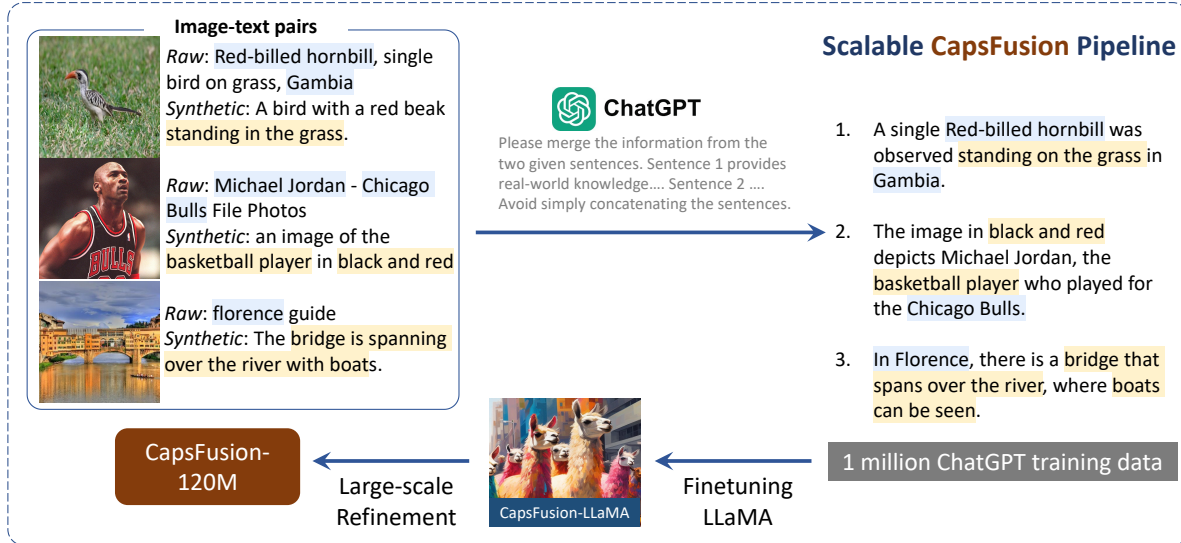 Image-text pairs
Raw: Red-billed hornbill, single
bird on grass, Gambia
Synthetic: A bird with a red beak
standing in the grass.
Raw: Michael Jordan - Chicago
Bulls File Photos
Synthetic: an image of the
basketball player in black and red
BULLS
Raw: florence guide
Synthetic: The bridge is spanning
over the river with boats.
ChatGPT
Please merge the information from the
two given sentences. Sentence 1 provides
real-world knowledge.... Sentence 2 ....
Avoid simply concatenating the sentences.
Scalable CapsFusion Pipeline
1. A single Red-billed hornbill was
observed standing on the grass in
Gambia.
2. The image in black and red
depicts Michael Jordan, the
basketball player who played for
the Chicago Bulls.
3. In Florence, there is a bridge that
spans over the river, where boats
can be seen.
1 million ChatGPT training data
Finetuning
LLaMA
CapsFusion-LLaMA
Large-scale
Refinement
CapsFusion-
120M